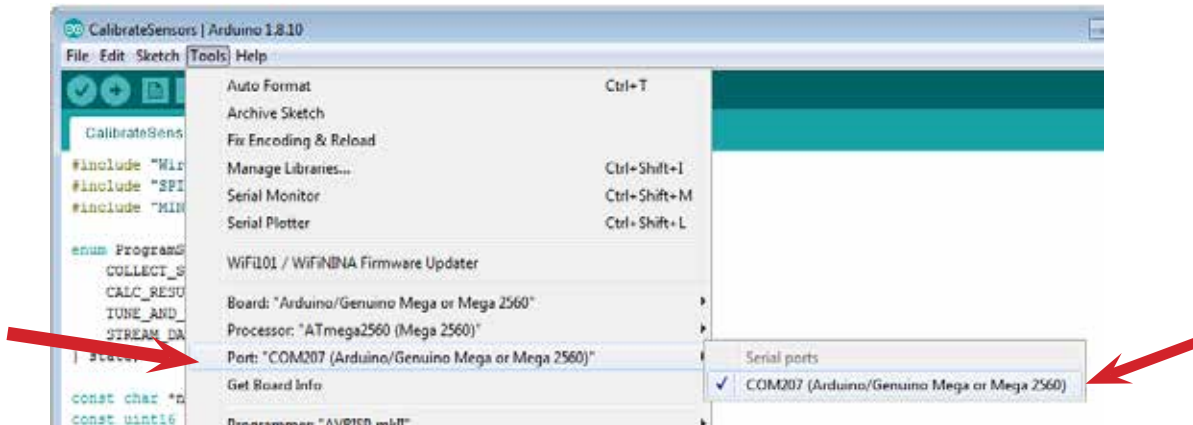 CalibrateSensors | Arduino 1.8.10
File Edit Sketch Tools Help
Auto Format Ctrl+T
Archive Sketch
CalibrateSens
Fix Encoding & Reload
#include "Wir
Manage Libraries... Ctrl+Shift+I
#include "SPI
Serial Monitor Ctrl+Shift+M
#include "MIN
Serial Plotter Ctrl+Shift+L
enum ProgramS
WiFi101 / WiFiNINA Firmware Updater
COLLECT_S
CALC_RESU
Board: "Arduino/Genuino Mega or Mega 2560"
TUNE_AND_
Processor: "ATmega2560 (Mega 2560)"
STREAM_DA
Port: "COM207 (Arduino/Genuino Mega or Mega 2560)"
Serial ports
Get Board Info
✓ COM207 (Arduino/Genuino Mega or Mega 2560)
const char *n
const uint16
Programmer: "AVRISP mkII"